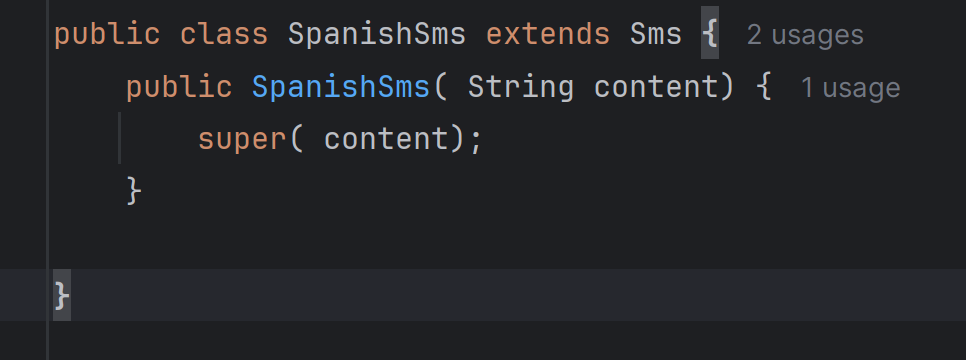 public class SpanishSms extends Sms { 2 usages
    public SpanishSms( String content) { 1 usage
        super( content);
    }
}